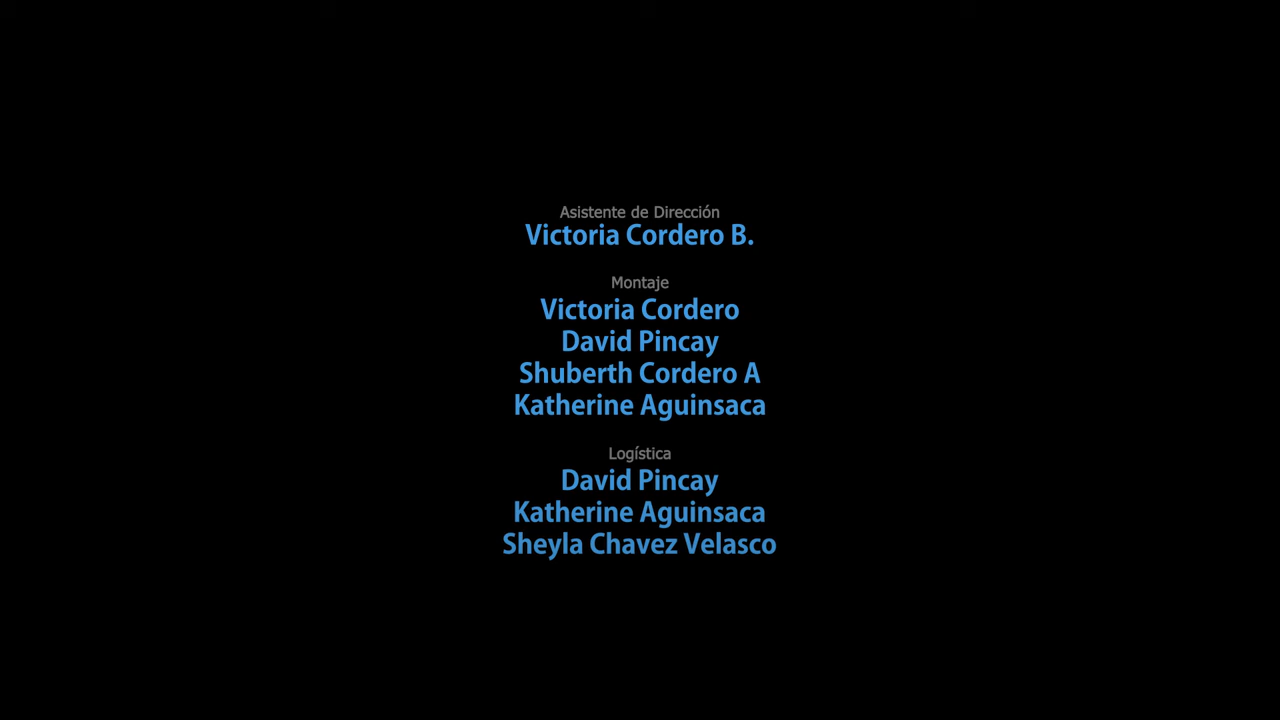 Asistente de Dirección
Victoria Cordero B.
Montaje
Victoria Cordero
David Pincay
Shuberth Cordero A
Katherine Aguinsaca
Logística
David Pincay
Katherine Aguinsaca
Sheyla Chavez Velasco